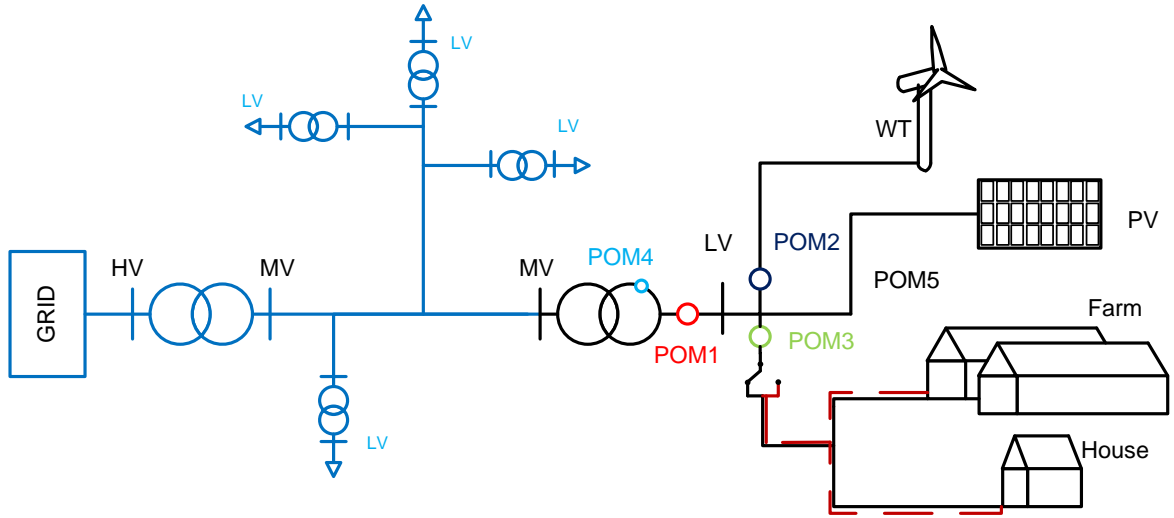 LV
WT
LV
LV
PV
LV
POM2
HV
MV
MV
POM4
POM5
GRID
Farm
POM1
POM3
LV
House